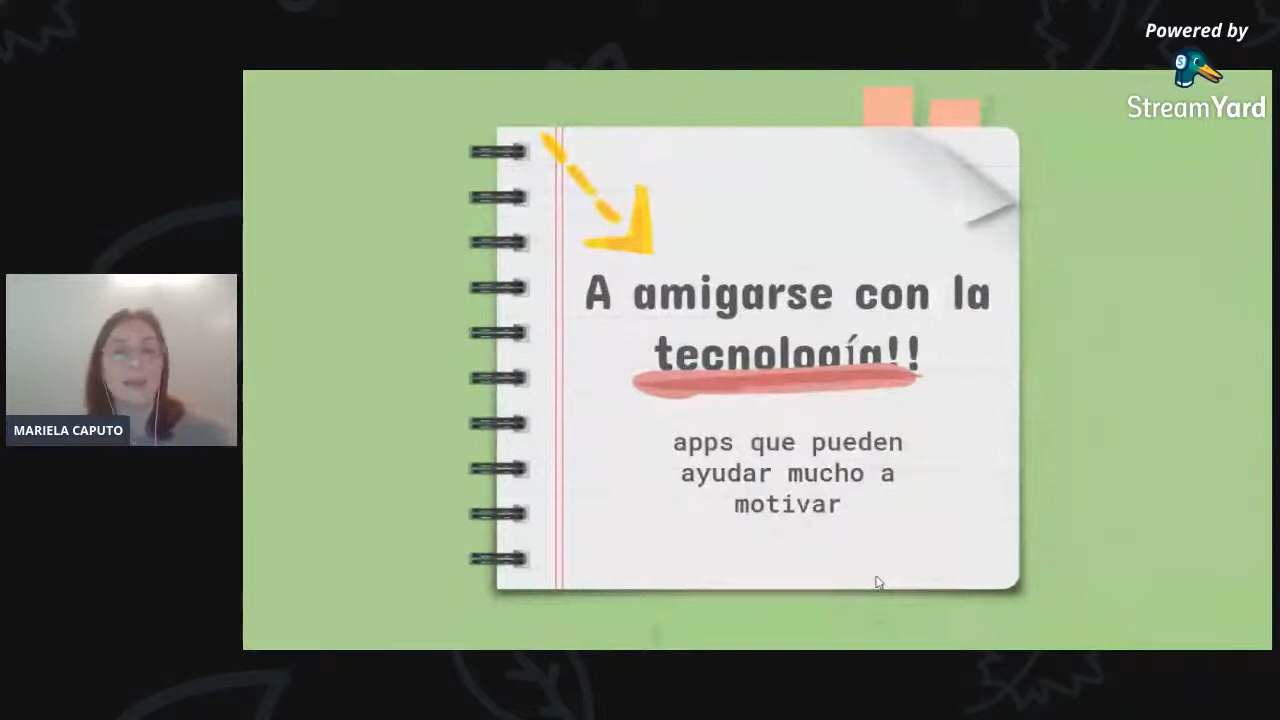 Powered by
StreamYard
A amigarse con la
tecnología!!
apps que pueden
ayudar mucho a
motivar
MARIELA CAPUTO